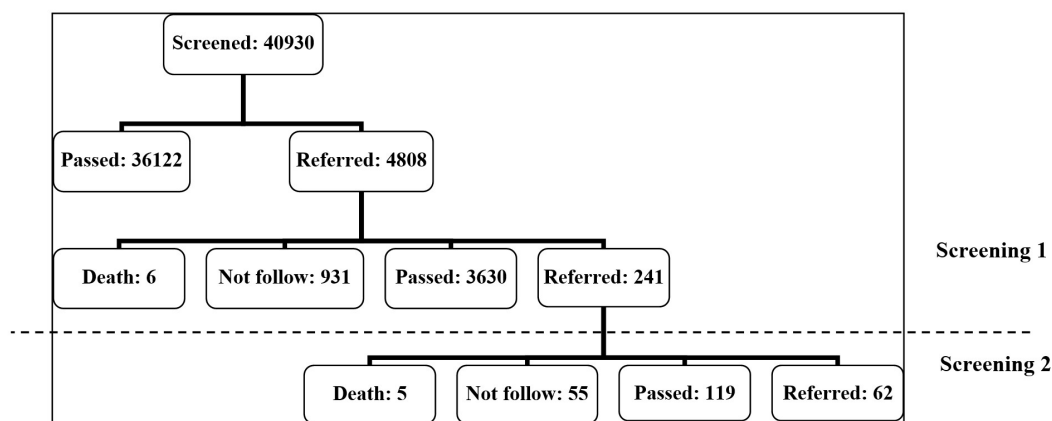 Screened: 40930
Passed: 36122
Referred: 4808
Death: 6
Not follow: 931
Passed: 3630
Referred: 241
Screening 1
Screening 2
Death: 5
Not follow: 55
Passed: 119
Referred: 62